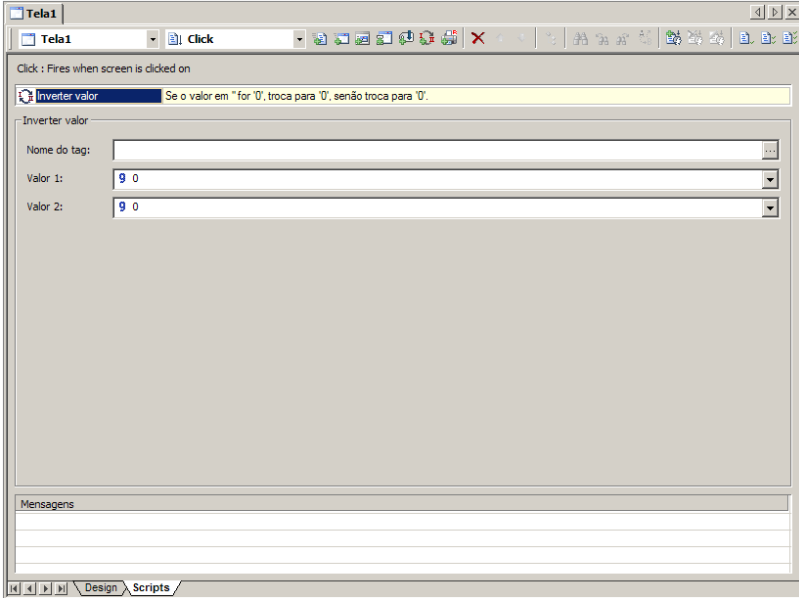 Tela1
Tela1 Click
Click : Fires when screen is clicked on
Inverter valor Se o valor em '' for '0', troca para '0', senão troca para '0'.
Inverter valor
Nome do tag: ...
Valor 1: 9 0
Valor 2: 9 0
Mensagens
Design Scripts